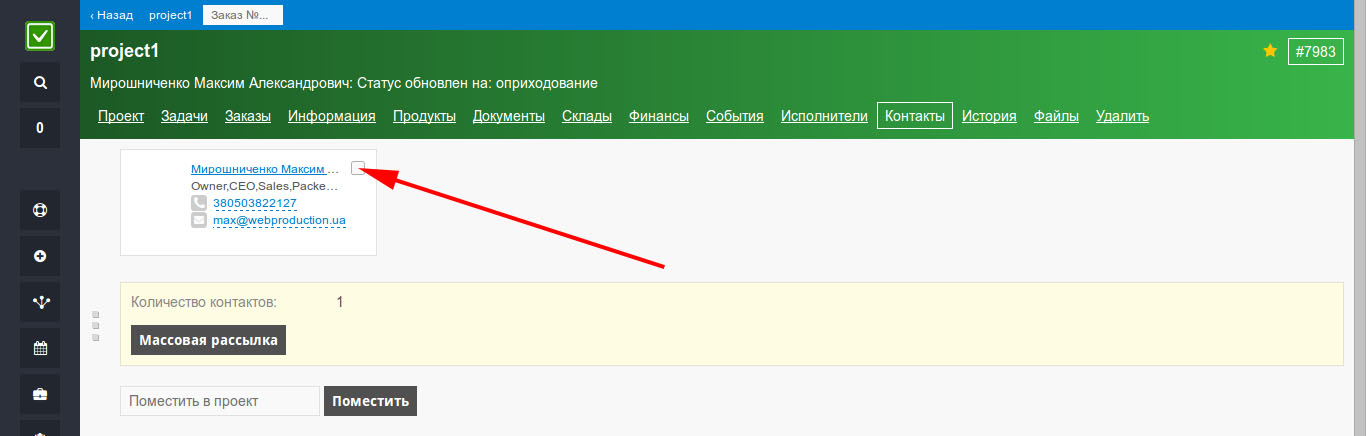 ‹ Назад project1 Заказ №...
project1
#7983
Мирошниченко Максим Александрович: Статус обновлен на: оприходование
0
Проект Задачи Заказы Информация Продукты Документы Склады Финансы События Исполнители Контакты История Файлы Удалить
Мирошниченко Максим ...
Owner,CEO,Sales,Packe...
380503822127
max@webproduction.ua
Количество контактов: 1
Массовая рассылка
Поместить в проект Поместить